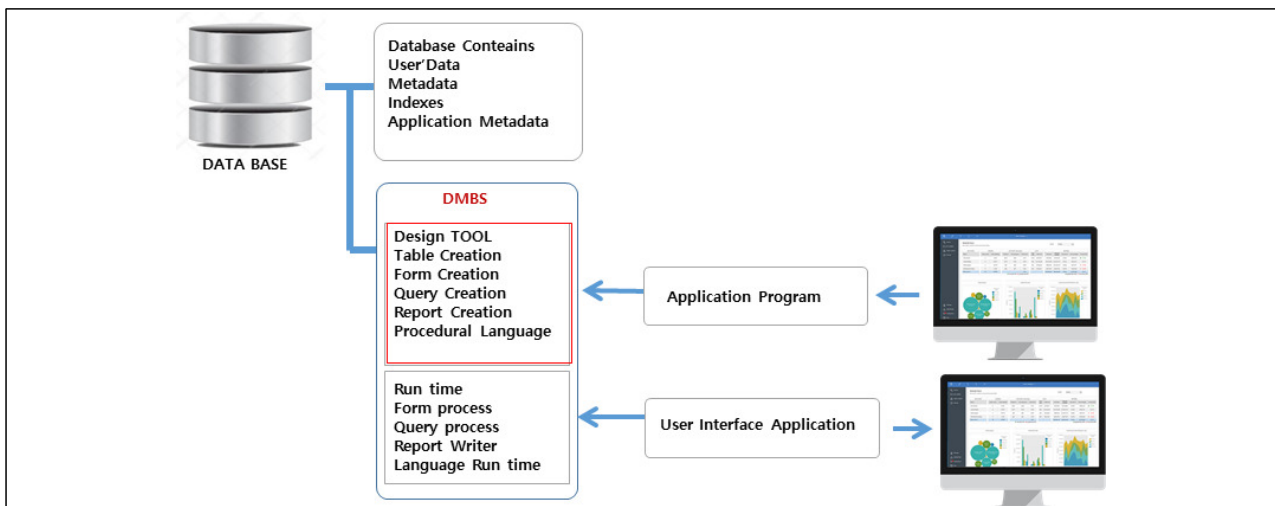 DATA BASE
Database Conteains
User'Data
Metadata
Indexes
Application Metadata
DMBS
Design TOOL
Table Creation
Form Creation
Query Creation
Report Creation
Procedural Language
Run time
Form process
Query process
Report Writer
Language Run time
Application Program
User Interface Application